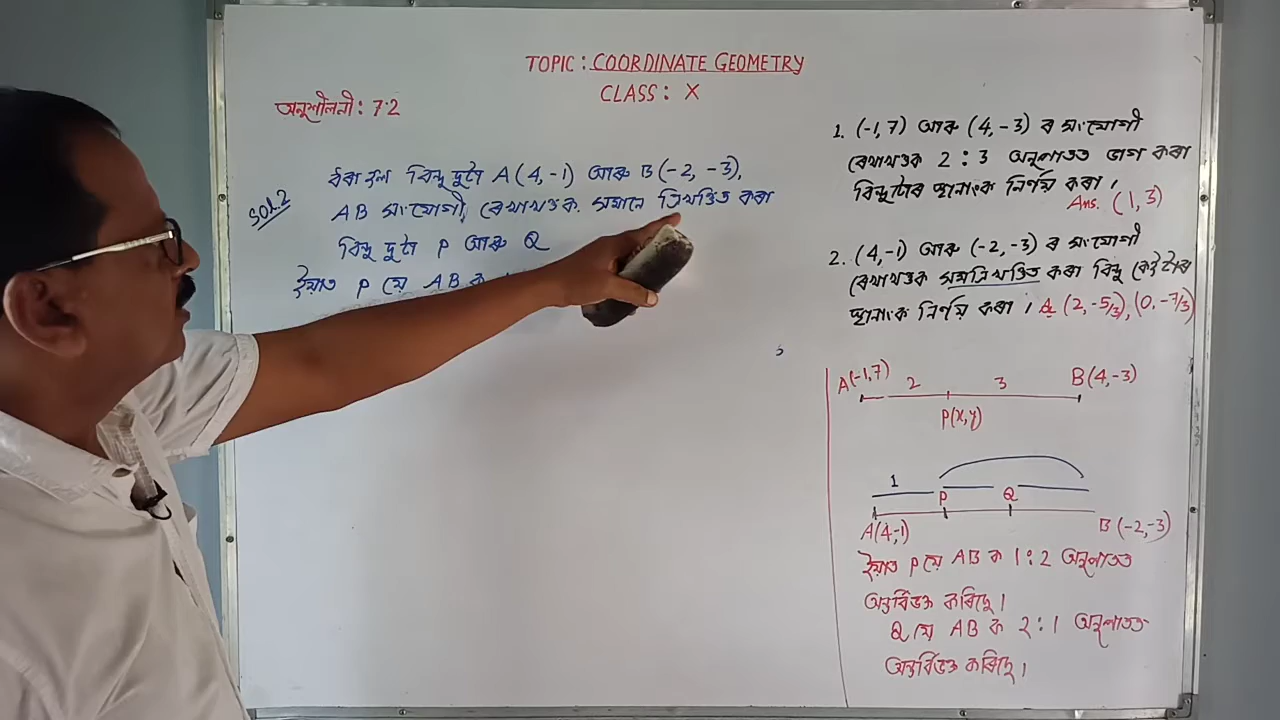 TOPIC: COORDINATE GEOMETRY
CLASS: X
অনুশীলনী: 7.2
SOL.2
ধৰা হ'ল বিন্দু দুটা A(4,-1) আৰু B(-2,-3),
AB সংযোগী ৰেখাখণ্ডক সমানে ত্ৰিখণ্ডিত কৰা
বিন্দু দুটা P আৰু Q
ইয়াত P য়ে ABক
1. (-1,7) আৰু (4,-3) ৰ সংযোগী
ৰেখাখণ্ডক 2:3 অনুপাতত ভাগ কৰা
বিন্দুটোৰ স্থানাংক নিৰ্ণয় কৰা।
Ans. (1,3)
2. (4,-1) আৰু (-2,-3) ৰ সংযোগী
ৰেখাখণ্ডক সমত্ৰিখণ্ডিত কৰা বিন্দু কেইটাৰ
স্থানাংক নিৰ্ণয় কৰা। A (2,-5/3), (0,-7/3)
A(-1,7) 2 3 B(4,-3)
P(x,y)
1 P Q
A(4,-1) B(-2,-3)
ইয়াত P য়ে AB ক 1:2 অনুপাতত
অন্তৰ্বিভক্ত কৰিছে।
Q য়ে AB ক 2:1 অনুপাতত
অন্তৰ্বিভক্ত কৰিছে।